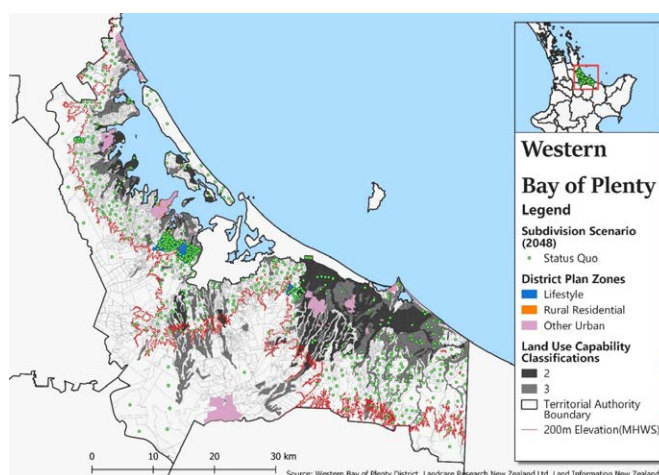 Western
Bay of Plenty
Legend
Subdivision Scenario
(2048)
Status Quo
District Plan Zones
Lifestyle
Rural Residential
Other Urban
Land Use Capability
Classifications
2
3
Territorial Authority
Boundary
200m Elevation(MHWS)
0 10 20 30 km
Source: Western Bay of Plenty District, Landcare Research New Zealand Ltd, Land Information New Zealand